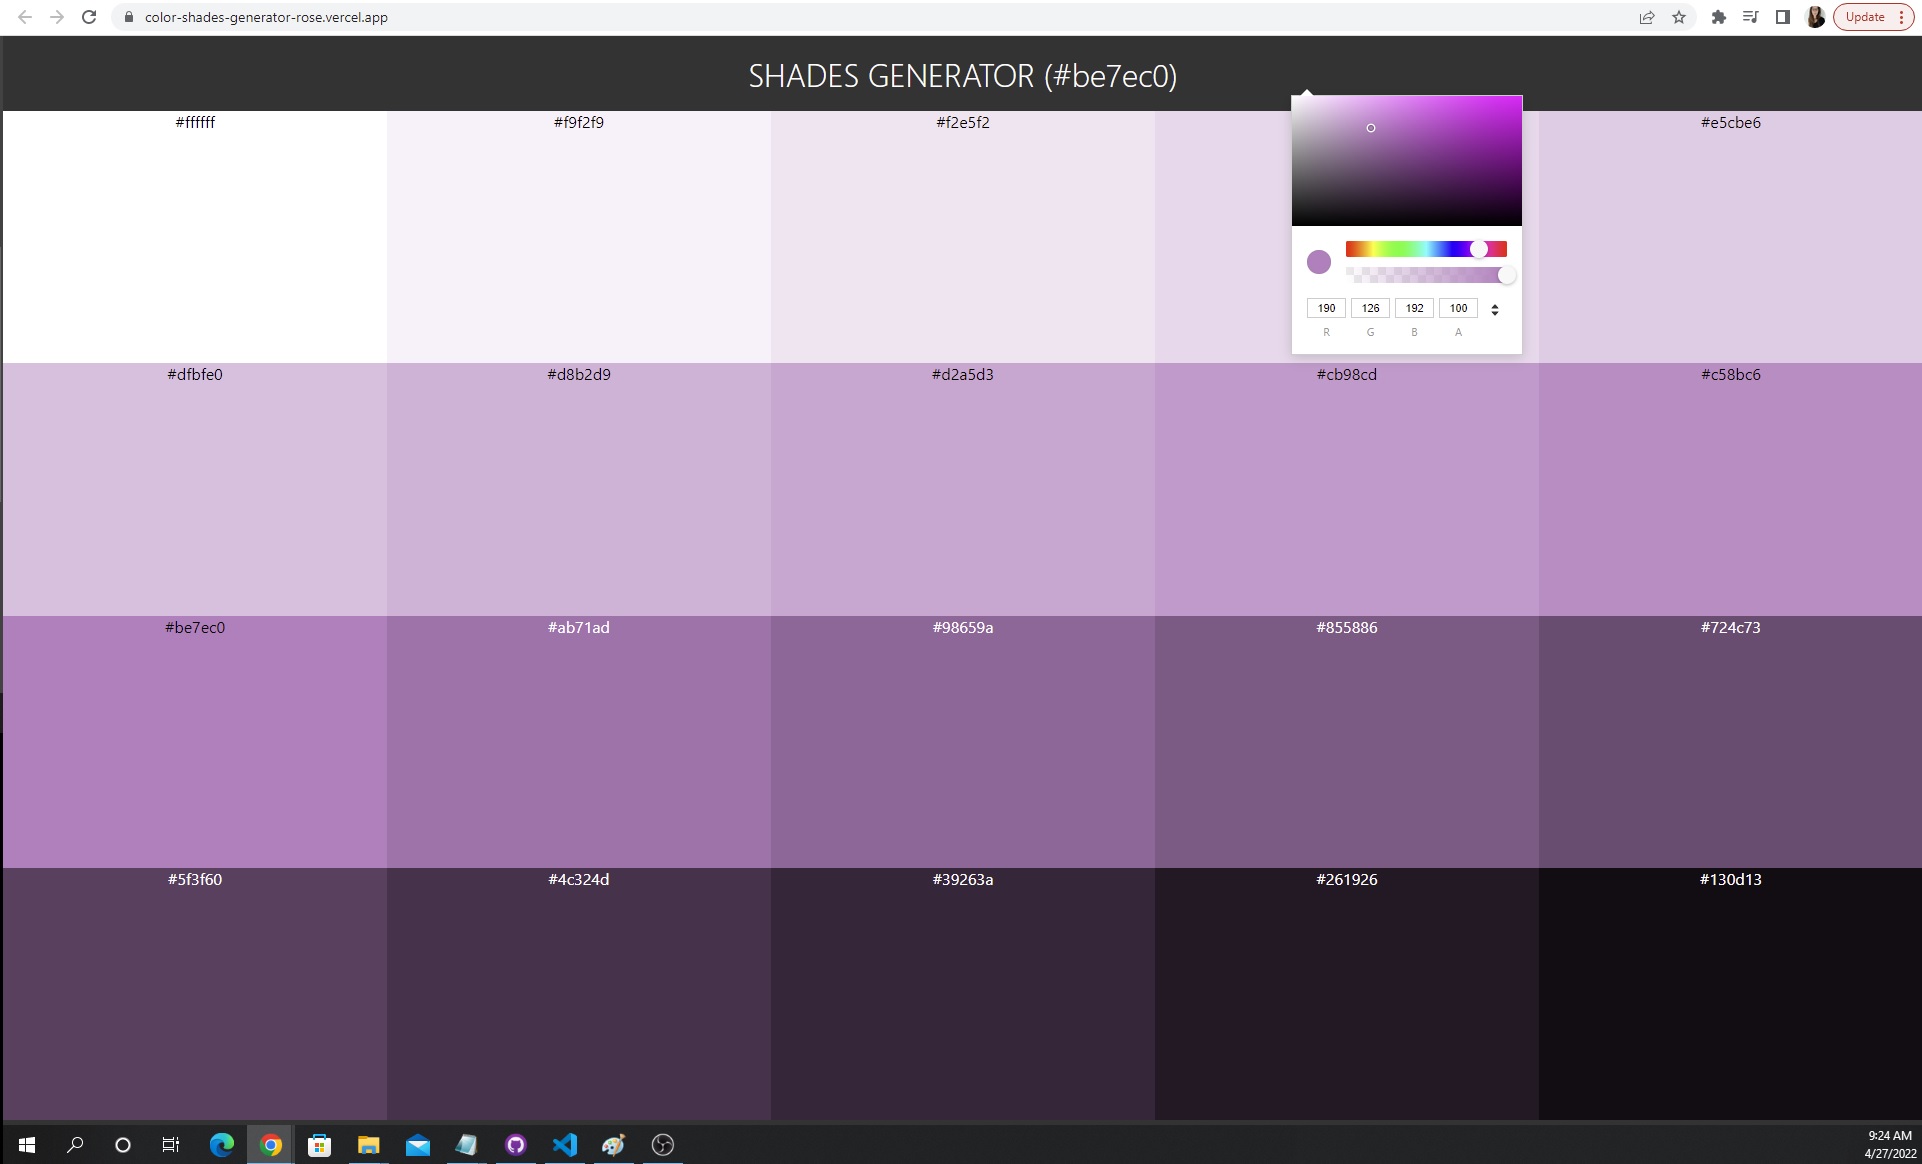 color-shades-generator-rose.vercel.app
Update
SHADES GENERATOR (#be7ec0)
#ffffff
#f9f2f9
#f2e5f2
#e5cbe6
190
126
192
100
R
G
B
A
#dfbfe0
#d8b2d9
#d2a5d3
#cb98cd
#c58bc6
#be7ec0
#ab71ad
#98659a
#855886
#724c73
#5f3f60
#4c324d
#39263a
#261926
#130d13
9:24 AM
4/27/2022